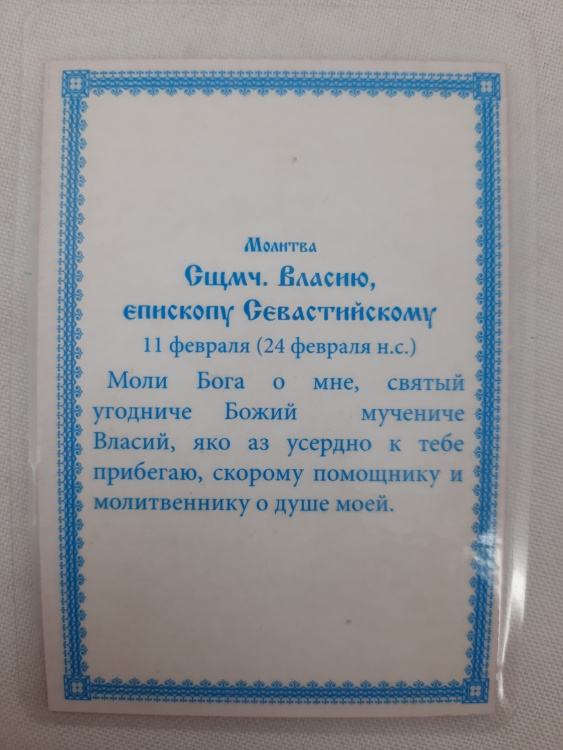 Молитва
Сщмч. Власию,
епископу Севастийскому
11 февраля (24 февраля н.с.)
Моли Бога о мне, святый
угодниче Божий мучениче
Власий, яко аз усердно к тебе
прибегаю, скорому помощнику и
молитвеннику о душе моей.